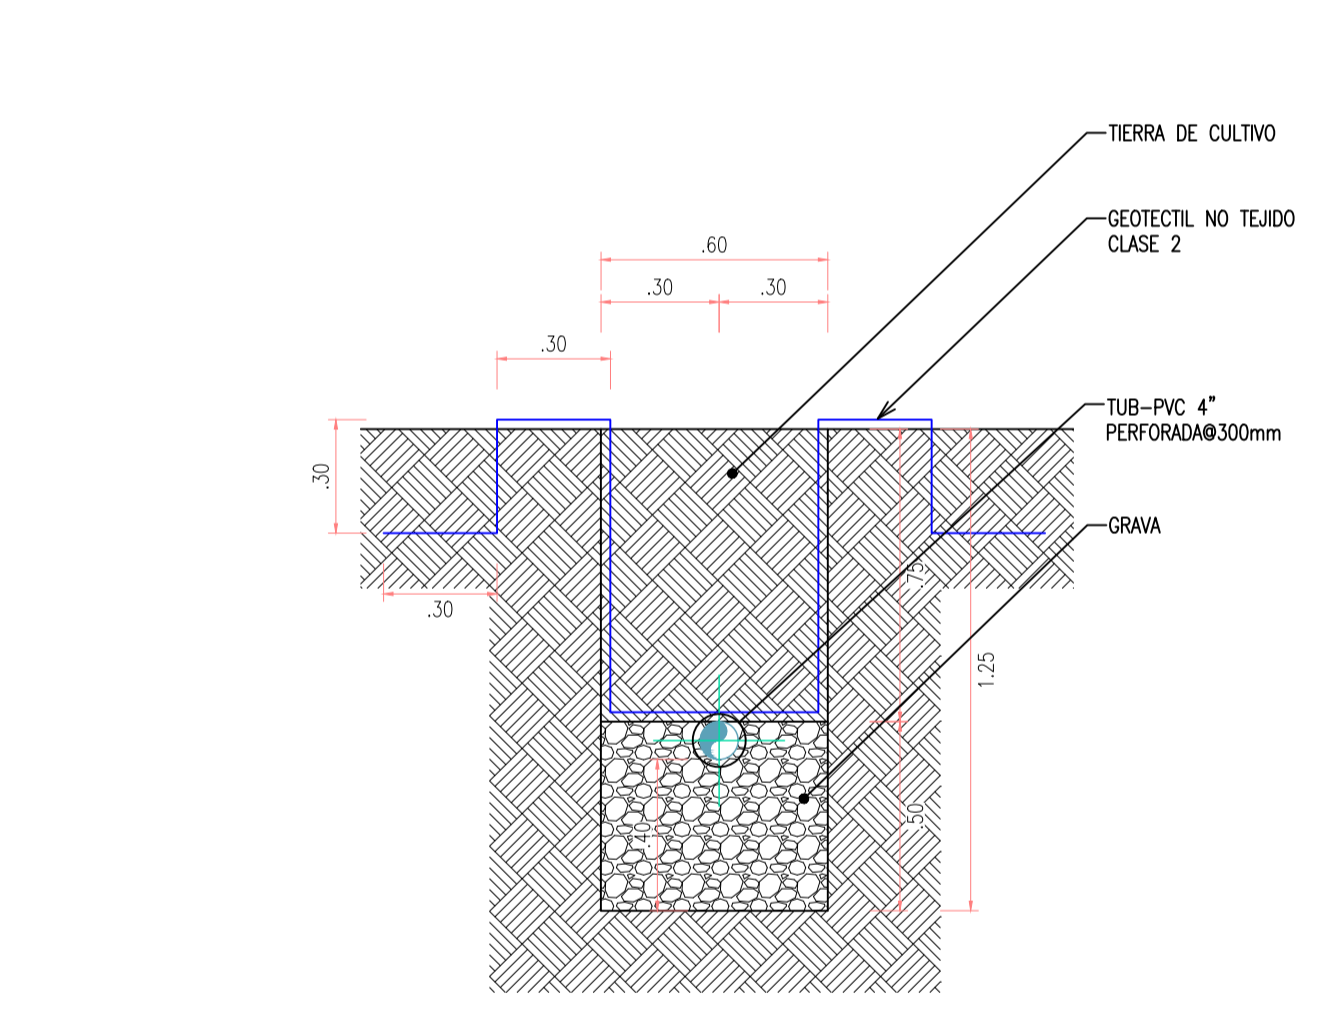 TIERRA DE CULTIVO
GEOTECTIL NO TEJIDO
CLASE 2
.60
.30
.30
.30
TUB-PVC 4"
PERFORADA@300mm
.30
GRAVA
.75
.30
1.25
.50
.40